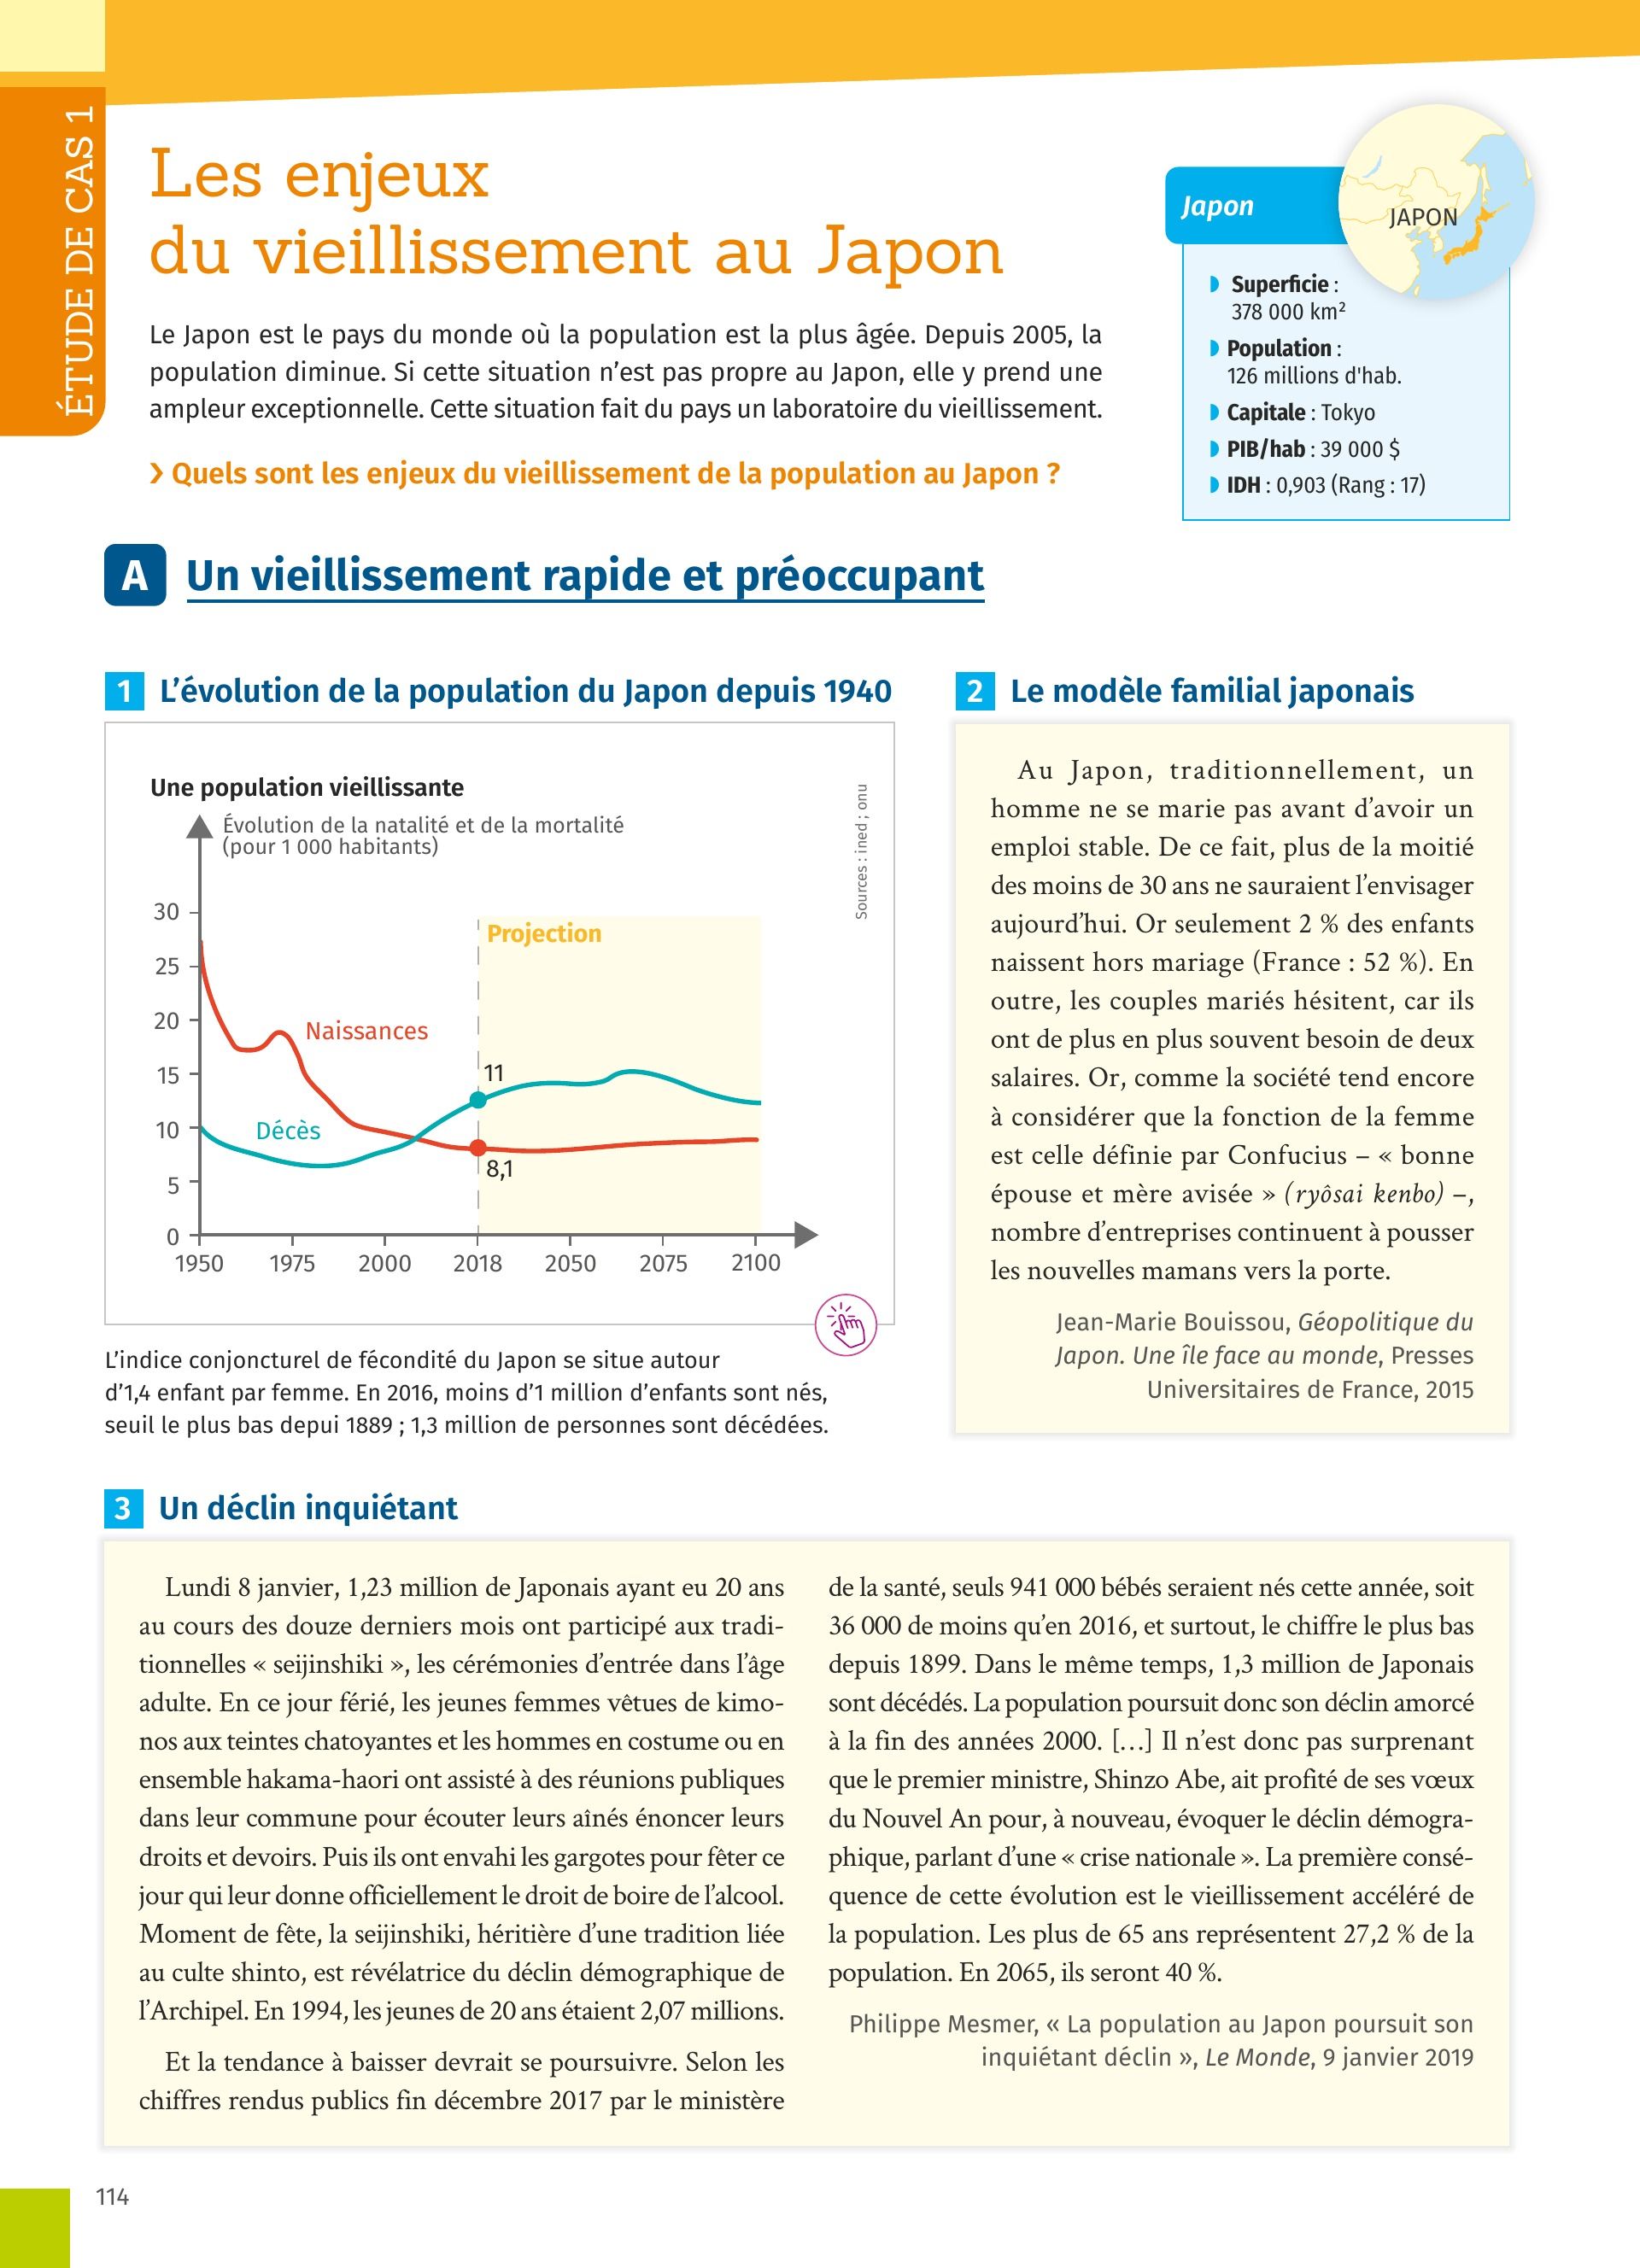 ÉTUDE DE CAS 1
Les enjeux
du vieillissement au Japon
Le Japon est le pays du monde où la population est la plus âgée. Depuis 2005, la
population diminue. Si cette situation n’est pas propre au Japon, elle y prend une
ampleur exceptionnelle. Cette situation fait du pays un laboratoire du vieillissement.
› Quels sont les enjeux du vieillissement de la population au Japon ?
Japon
JAPON
Superficie :
378 000 km²
Population :
126 millions d'hab.
Capitale : Tokyo
PIB/hab : 39 000 $
IDH : 0,903 (Rang : 17)
A Un vieillissement rapide et préoccupant
1 L’évolution de la population du Japon depuis 1940
Une population vieillissante
Évolution de la natalité et de la mortalité
(pour 1 000 habitants)
Sources : ined ; onu
30
25
20
15
10
5
0
Projection
Naissances
Décès
11
8,1
1950 1975 2000 2018 2050 2075 2100
L’indice conjoncturel de fécondité du Japon se situe autour
d’1,4 enfant par femme. En 2016, moins d’1 million d’enfants sont nés,
seuil le plus bas depui 1889 ; 1,3 million de personnes sont décédées.
2 Le modèle familial japonais
Au Japon, traditionnellement, un
homme ne se marie pas avant d’avoir un
emploi stable. De ce fait, plus de la moitié
des moins de 30 ans ne sauraient l’envisager
aujourd’hui. Or seulement 2 % des enfants
naissent hors mariage (France : 52 %). En
outre, les couples mariés hésitent, car ils
ont de plus en plus souvent besoin de deux
salaires. Or, comme la société tend encore
à considérer que la fonction de la femme
est celle définie par Confucius – « bonne
épouse et mère avisée » (ryôsai kenbo) –,
nombre d’entreprises continuent à pousser
les nouvelles mamans vers la porte.
Jean-Marie Bouissou, Géopolitique du
Japon. Une île face au monde, Presses
Universitaires de France, 2015
3 Un déclin inquiétant
Lundi 8 janvier, 1,23 million de Japonais ayant eu 20 ans
au cours des douze derniers mois ont participé aux tradi-
tionnelles « seijinshiki », les cérémonies d’entrée dans l’âge
adulte. En ce jour férié, les jeunes femmes vêtues de kimo-
nos aux teintes chatoyantes et les hommes en costume ou en
ensemble hakama-haori ont assisté à des réunions publiques
dans leur commune pour écouter leurs aînés énoncer leurs
droits et devoirs. Puis ils ont envahi les gargotes pour fêter ce
jour qui leur donne officiellement le droit de boire de l’alcool.
Moment de fête, la seijinshiki, héritière d’une tradition liée
au culte shinto, est révélatrice du déclin démographique de
l’Archipel. En 1994, les jeunes de 20 ans étaient 2,07 millions.
Et la tendance à baisser devrait se poursuivre. Selon les
chiffres rendus publics fin décembre 2017 par le ministère
de la santé, seuls 941 000 bébés seraient nés cette année, soit
36 000 de moins qu’en 2016, et surtout, le chiffre le plus bas
depuis 1899. Dans le même temps, 1,3 million de Japonais
sont décédés. La population poursuit donc son déclin amorcé
à la fin des années 2000. […] Il n’est donc pas surprenant
que le premier ministre, Shinzo Abe, ait profité de ses vœux
du Nouvel An pour, à nouveau, évoquer le déclin démogra-
phique, parlant d’une « crise nationale ». La première consé-
quence de cette évolution est le vieillissement accéléré de
la population. Les plus de 65 ans représentent 27,2 % de la
population. En 2065, ils seront 40 %.
Philippe Mesmer, « La population au Japon poursuit son
inquiétant déclin », Le Monde, 9 janvier 2019
114